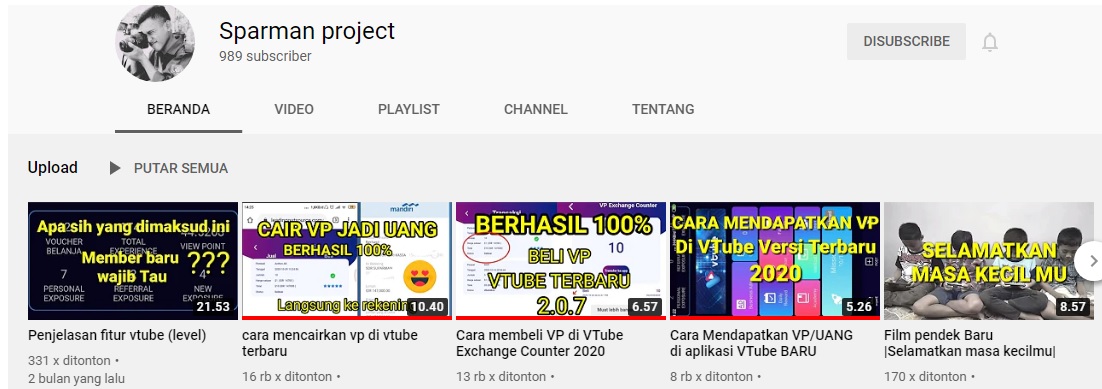 Sparman project
989 subscriber
DISUBSCRIBE
BERANDA VIDEO PLAYLIST CHANNEL TENTANG
Upload PUTAR SEMUA
Apa sih yang dimaksud ini
Member baru
wajib Tau ???
VOUCHER BELANJA
TOTAL EXPERIENCE
VIEW POINT
7
4
PERSONAL EXPOSURE
REFERRAL EXPOSURE
NEW EXPOSURE
21.53
mandiri
CAIR VP JADI UANG
BERHASIL 100%
Langsung ke rekening
10.40
VP Exchange Counter
BERHASIL 100%
10
BELI VP
VTUBE TERBARU
2.0.7
6.57
CARA MENDAPATKAN VP
Di VTube Versi Terbaru
2020
5.26
SELAMATKAN
MASA KECIL MU
8.57
Penjelasan fitur vtube (level)
331 x ditonton •
2 bulan yang lalu
cara mencairkan vp di vtube
terbaru
16 rb x ditonton •
Cara membeli VP di VTube
Exchange Counter 2020
13 rb x ditonton •
Cara Mendapatkan VP/UANG
di aplikasi VTube BARU
8 rb x ditonton •
Film pendek Baru
|Selamatkan masa kecilmu|
170 x ditonton •